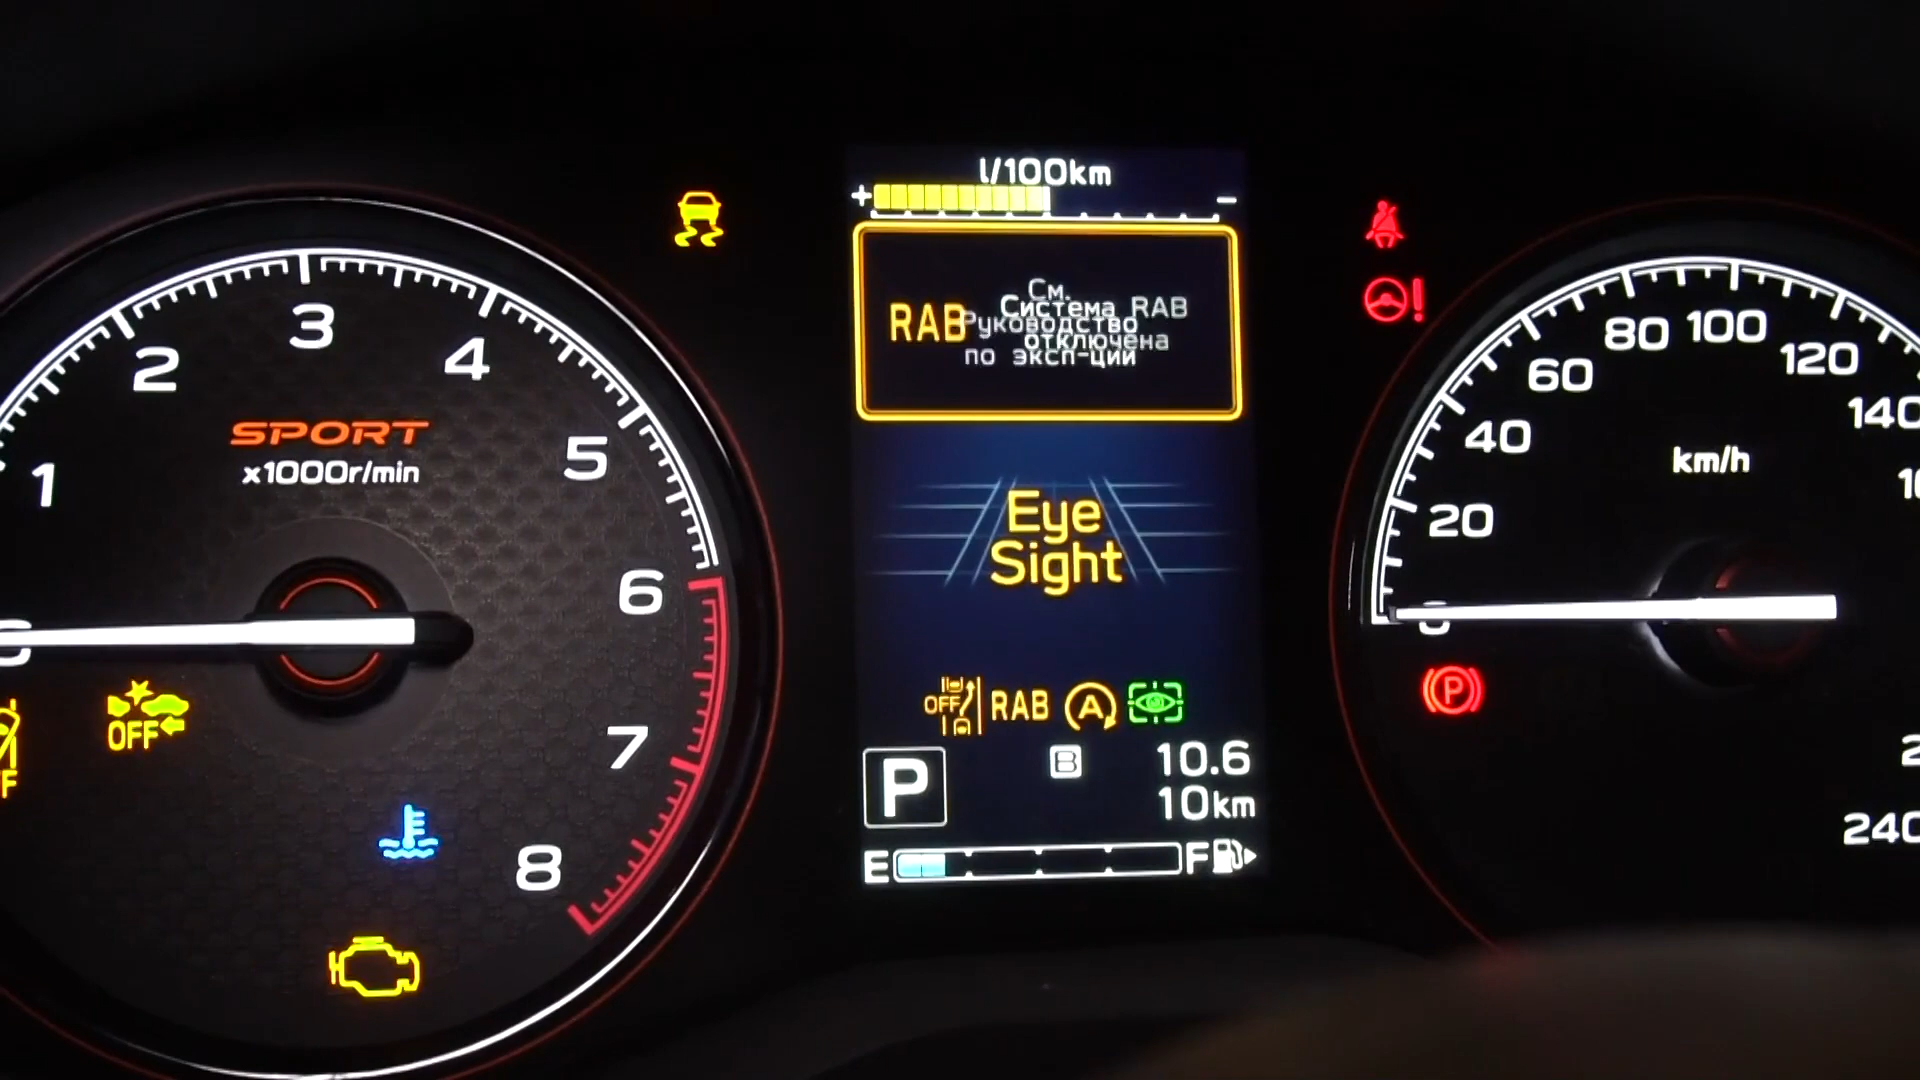 l/100km
+ -
RAB
См.
Руководство
по эксп-ции
Система RAB
отключена
Eye
Sight
OFF RAB A
P B 10.6
10km
E F
1 2 3 4 5 6 7 8
SPORT
x1000r/min
OFF
0 20 40 60 80 100 120 140
km/h
P
240